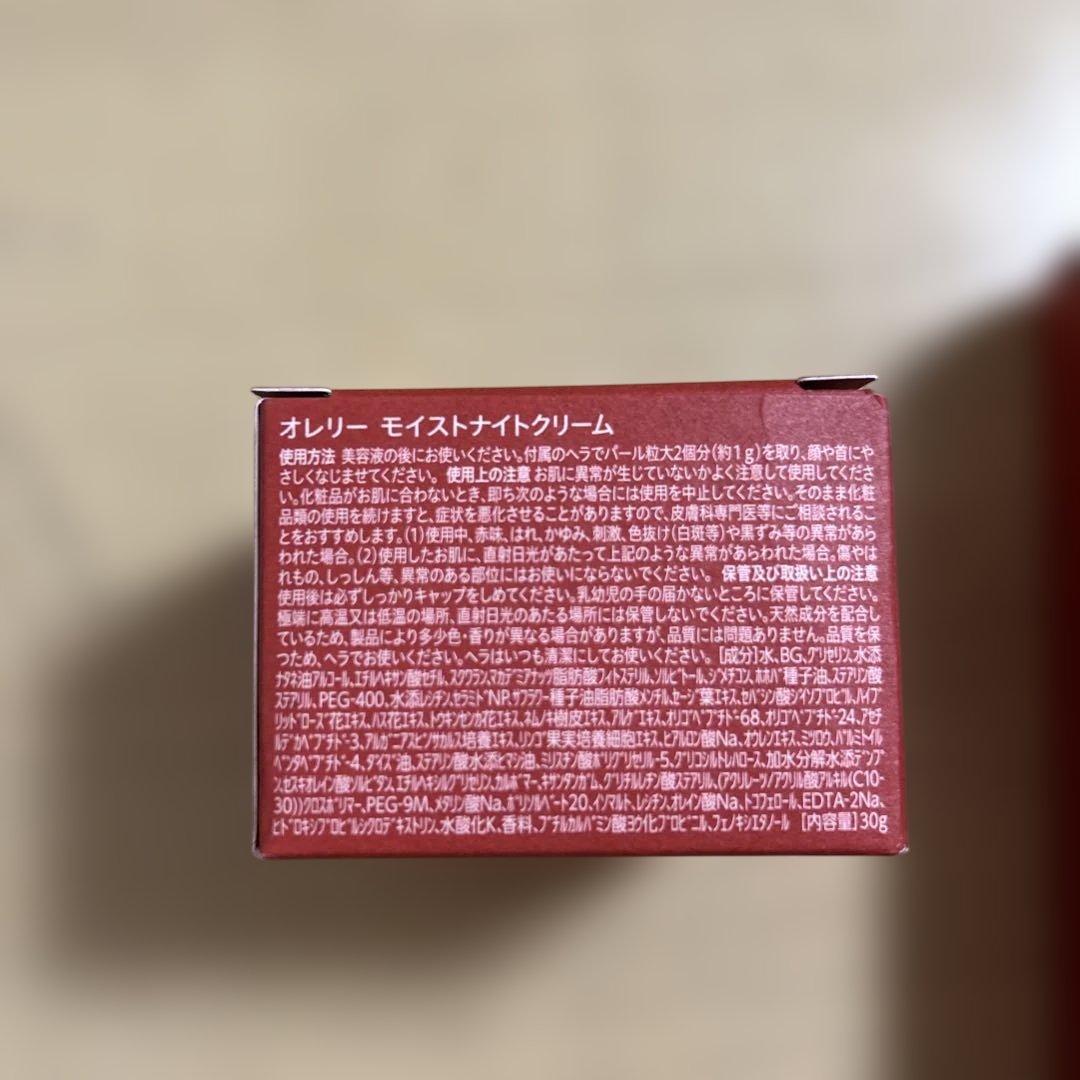 オレリー モイストナイトクリーム
使用方法 美容液の後にお使いください。付属のヘラでパール粒大2個分(約1g)を取り、顔や首にや
さしくなじませてください。 使用上の注意 お肌に異常が生じていないかよく注意して使用してくださ
い。化粧品がお肌に合わないとき、即ち次のような場合には使用を中止してください。そのまま化粧
品類の使用を続けますと、症状を悪化させることがありますので、皮膚科専門医等にご相談されるこ
とをおすすめします。(1)使用中、赤味、はれ、かゆみ、刺激、色抜け(白斑等)や黒ずみ等の異常があら
われた場合。(2)使用したお肌に、直射日光があたって上記のような異常があらわれた場合。傷やは
れもの、しっしん等、異常のある部位にはお使いにならないでください。 保管及び取扱い上の注意
使用後は必ずしっかりキャップをしめてください。乳幼児の手の届かないところに保管してください。
極端に高温又は低温の場所、直射日光のあたる場所には保管しないでください。天然成分を配合し
ているため、製品により多少色・香りが異なる場合がありますが、品質には問題ありません。品質を保
つため、ヘラでお使いください。ヘラはいつも清潔にしてお使いください。 [成分]水、BG、グリセリン、水添
ナタネ油アルコール、エチルヘキサン酸セチル、スクワラン、マカデミアナッツ脂肪酸フィトステリル、ソルビトール、ジメチコン、ホホバ種子油、ステアリン酸
ステアリル、PEG-400、水添レシチン、セラミドNP、サフラワー種子油脂肪酸メンチル、セージ葉エキス、セバシン酸ジイソプロピル、ハイブ
リッドローズ花エキス、ハス花エキス、トウキンセンカ花エキス、ネムノキ樹皮エキス、アルゲエキス、オリゴペプチド-68、オリゴペプチド-24、アセチ
ルデカペプチド-3、アルガニアスピノサカルス培養エキス、リンゴ果実培養細胞エキス、ヒアルロン酸Na、オウレンエキス、ミツロウ、パルミトイル
ペンタペプチド-4、ダイズ油、ステアリン酸水添ヒマシ油、ミリスチン酸ポリグリセリル-5、グリコシルトレハロース、加水分解水添デンプ
ン、セスキオレイン酸ソルビタン、エチルヘキシルグリセリン、カルボマー、キサンタンガム、グリチルレチン酸ステアリル、(アクリレーツ/アクリル酸アルキル(C10-
30))クロスポリマー、PEG-9M、メタリン酸Na、ポリソルベート20、イソマルト、レシチン、オレイン酸Na、トコフェロール、EDTA-2Na、
ヒドロキシプロピルシクロデキストリン、水酸化K、香料、ブチルカルバミン酸ヨウ化プロピニル、フェノキシエタノール [内容量]30g